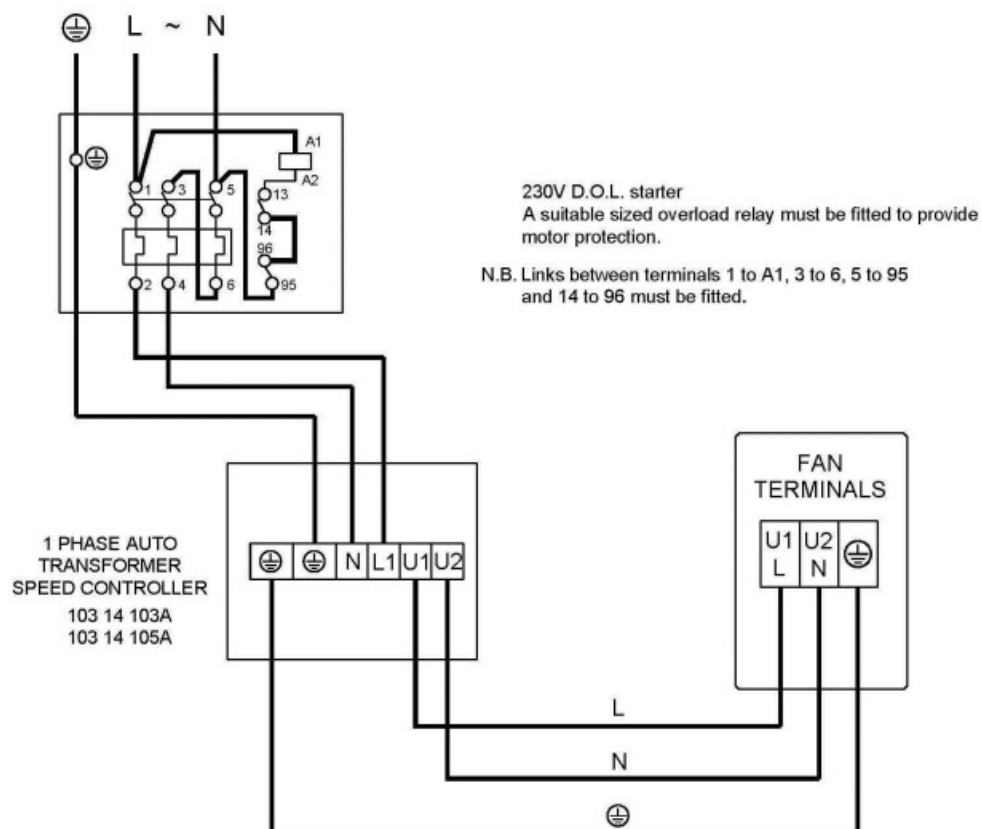 L ~ N
A1
A2
1 3 5 13
14
96
2 4 6 95
230V D.O.L. starter
A suitable sized overload relay must be fitted to provide
motor protection.
N.B. Links between terminals 1 to A1, 3 to 6, 5 to 95
and 14 to 96 must be fitted.
1 PHASE AUTO
TRANSFORMER
SPEED CONTROLLER
103 14 103A
103 14 105A
N L1 U1 U2
FAN
TERMINALS
U1 U2
L N
L
N